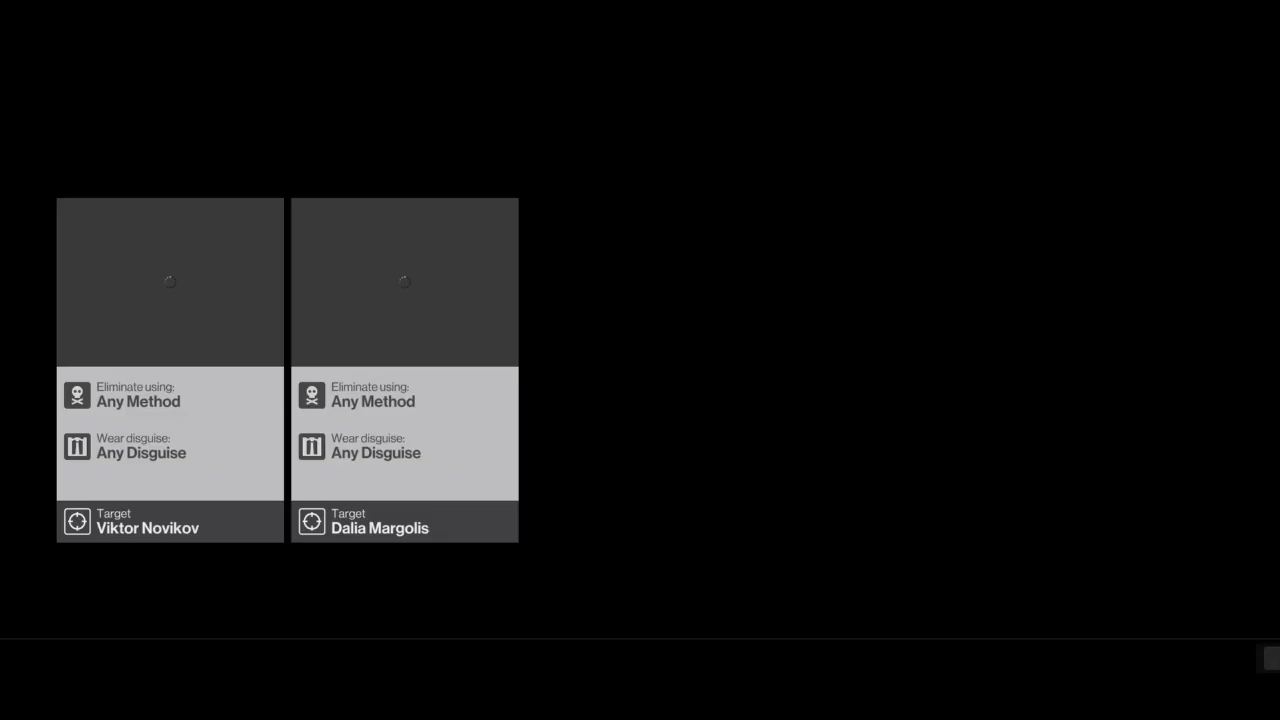 Eliminate using:
Any Method
Wear disguise:
Any Disguise
Target
Viktor Novikov
Eliminate using:
Any Method
Wear disguise:
Any Disguise
Target
Dalia Margolis